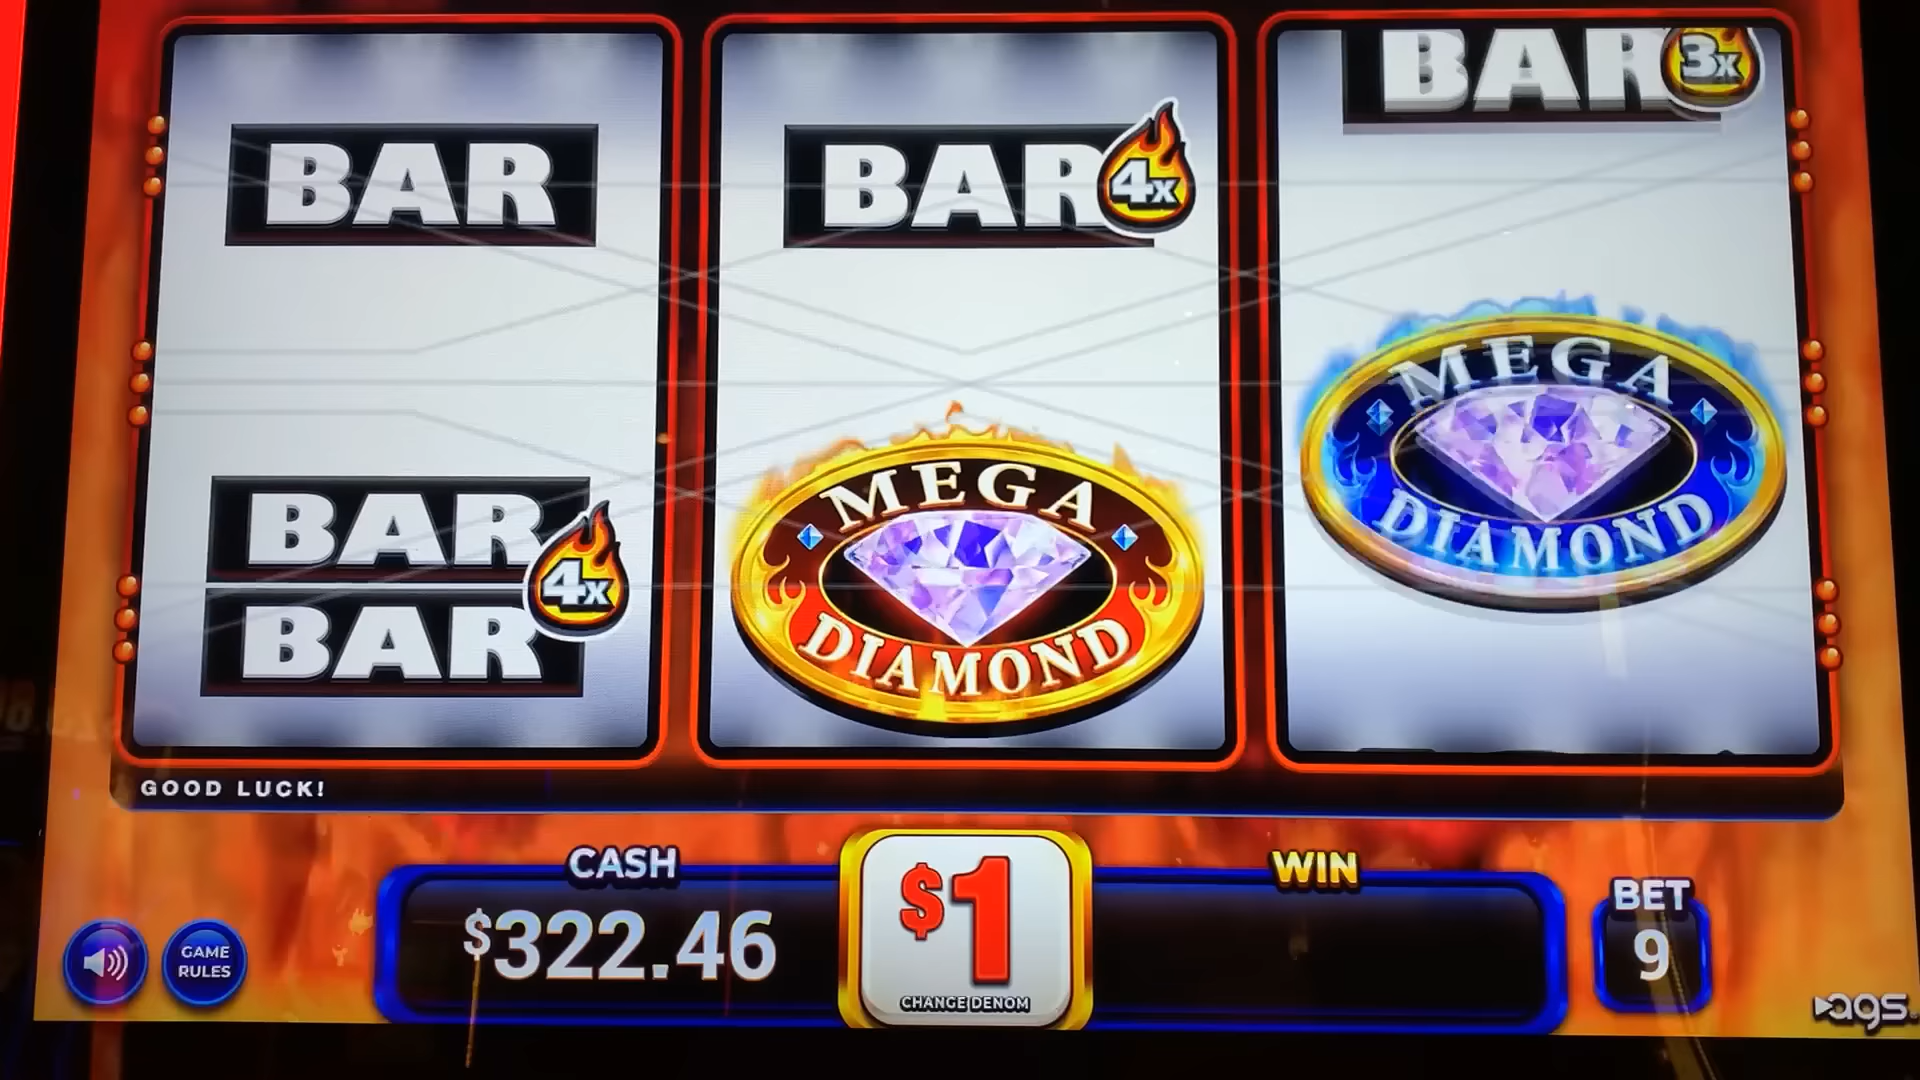 BAR
BAR
4x
BAR
3x
BAR
BAR
4x
MEGA
DIAMOND
MEGA
DIAMOND
GOOD LUCK!
CASH
$322.46
$1
CHANGE DENOM
WIN
BET
9
GAME
RULES
ags